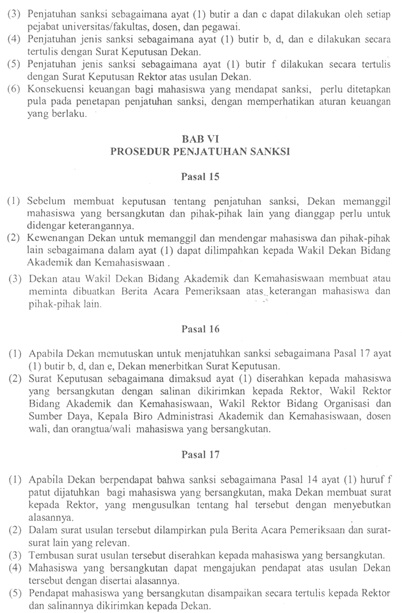 (3) Penjatuhan sanksi sebagaimana ayat (1) butir a dan c dapat dilakukan oleh setiap
pejabat universitas/fakultas, dosen, dan pegawai.
(4) Penjatuhan jenis sanksi sebagaimana ayat (1) butir b, d, dan e dilakukan secara
tertulis dengan Surat Keputusan Dekan.
(5) Penjatuhan jenis sanksi sebagaimana ayat (1) butir f dilakukan secara tertulis
dengan Surat Keputusan Rektor atas usulan Dekan.
(6) Konsekuensi keuangan bagi mahasiswa yang mendapat sanksi, perlu ditetapkan
pula pada penetapan penjatuhan sanksi, dengan memperhatikan aturan keuangan
yang berlaku.
BAB VI
PROSEDUR PENJATUHAN SANKSI
Pasal 15
(1) Sebelum membuat keputusan tentang penjatuhan sanksi, Dekan memanggil
mahasiswa yang bersangkutan dan pihak-pihak lain yang dianggap perlu untuk
didengar keterangannya.
(2) Kewenangan Dekan untuk memanggil dan mendengar mahasiswa dan pihak-pihak
lain sebagaimana dalam ayat (1) dapat dilimpahkan kepada Wakil Dekan Bidang
Akademik dan Kemahasiswaan .
(3) Dekan atau Wakil Dekan Bidang Akademik dan Kemahasiswaan membuat atau
meminta dibuatkan Berita Acara Pemeriksaan atas keterangan mahasiswa dan
pihak-pihak lain.
Pasal 16
(1) Apabila Dekan memutuskan untuk menjatuhkan sanksi sebagaimana Pasal 17 ayat
(1) butir b, d, dan e, Dekan menerbitkan Surat Keputusan.
(2) Surat Keputusan sebagaimana dimaksud ayat (1) diserahkan kepada mahasiswa
yang bersangkutan dengan salinan dikirimkan kepada Rektor, Wakil Rektor
Bidang Akademik dan Kemahasiswaan, Wakil Rektor Bidang Organisasi dan
Sumber Daya, Kepala Biro Administrasi Akademik dan Kemahasiswaan, dosen
wali, dan orangtua/wali mahasiswa yang bersangkutan.
Pasal 17
(1) Apabila Dekan berpendapat bahwa sanksi sebagaimana Pasal 14 ayat (1) huruf f
patut dijatuhkan bagi mahasiswa yang bersangkutan, maka Dekan membuat surat
kepada Rektor, yang mengusulkan tentang hal tersebut dengan menyebutkan
alasannya.
(2) Dalam surat usulan tersebut dilampirkan pula Berita Acara Pemeriksaan dan surat-
surat lain yang relevan.
(3) Tembusan surat usulan tersebut diserahkan kepada mahasiswa yang bersangkutan.
(4) Mahasiswa yang bersangkutan dapat mengajukan pendapat atas usulan Dekan
tersebut dengan disertai alasannya.
(5) Pendapat mahasiswa yang bersangkutan disampaikan secara tertulis kepada Rektor
dan salinannya dikirimkan kepada Dekan.